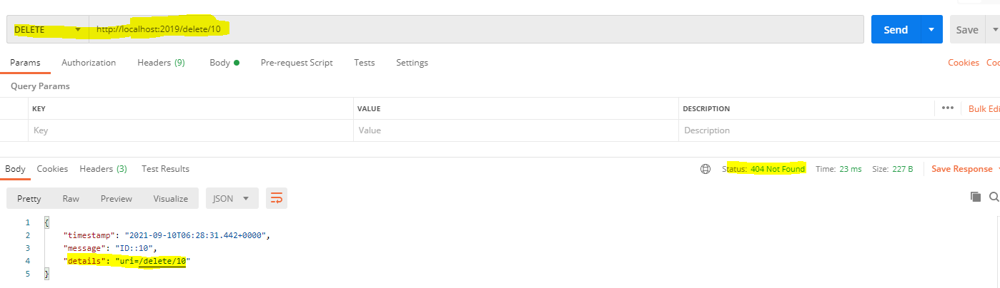 DELETE http://localhost:2019/delete/10 Send Save
Params Authorization Headers (9) Body Pre-request Script Tests Settings Cookies Coo
Query Params
KEY VALUE DESCRIPTION ••• Bulk Edi
Key Value Description
Body Cookies Headers (3) Test Results Status: 404 Not Found Time: 23 ms Size: 227 B Save Response
Pretty Raw Preview Visualize JSON
1 {
2 "timestamp": "2021-09-10T06:28:31.442+0000",
3 "message": "ID::10",
4 "details": "uri=/delete/10"
5 }